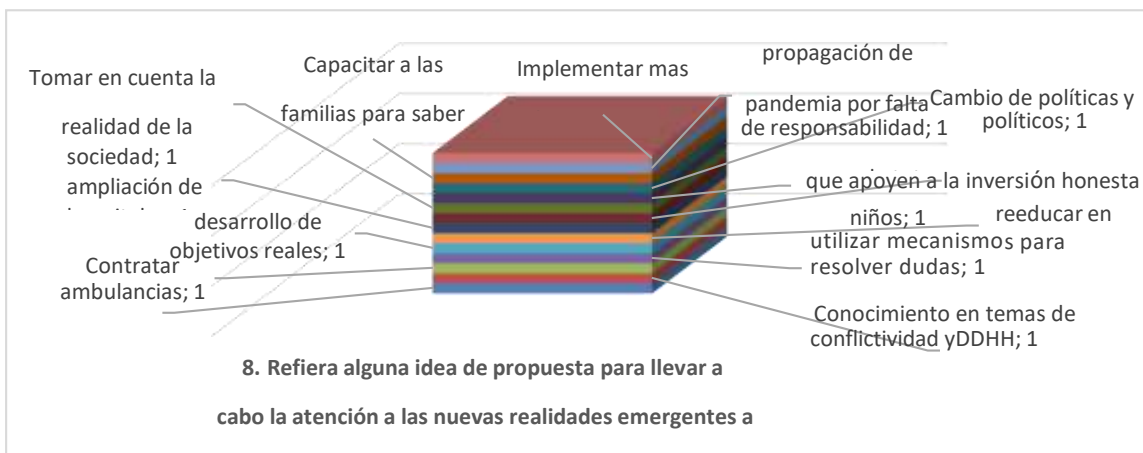 Tomar en cuenta la
realidad de la
sociedad; 1
ampliación de
desarrollo de
objetivos reales; 1
Contratar
ambulancias; 1
Capacitar a las
familias para saber
Implementar mas
propagación de
pandemia por falta
de responsabilidad; 1
Cambio de políticas y
políticos; 1
que apoyen a la inversión honesta
niños; 1
reeducar en
utilizar mecanismos para
resolver dudas; 1
Conocimiento en temas de
conflictividad yDDHH; 1
8. Refiera alguna idea de propuesta para llevar a
cabo la atención a las nuevas realidades emergentes a